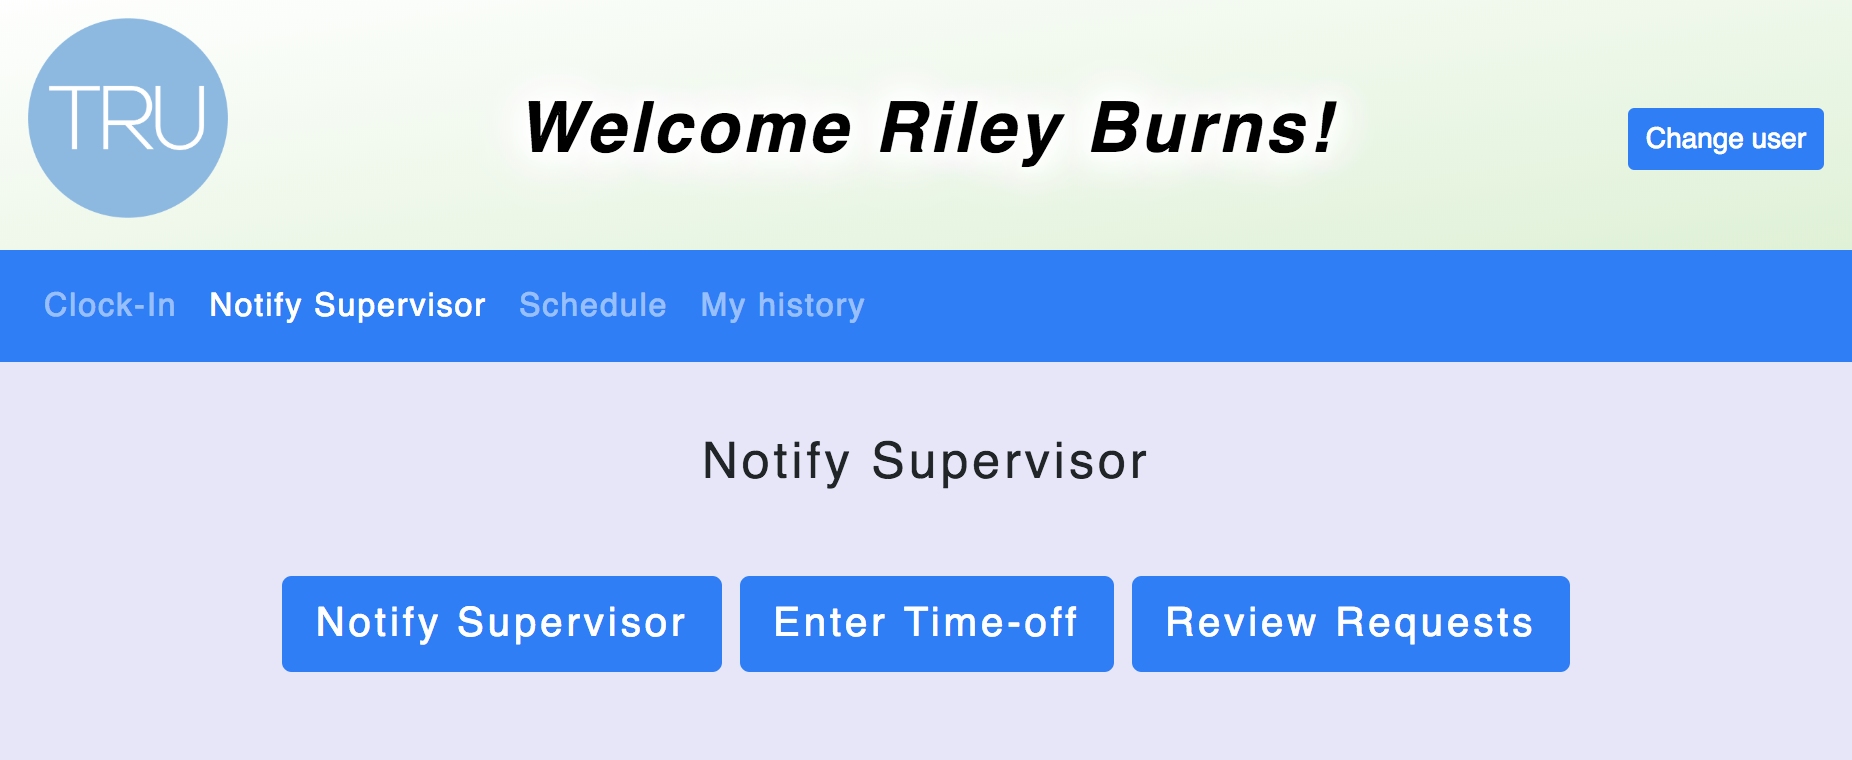 TRU
Welcome Riley Burns!
Change user
Clock-In Notify Supervisor Schedule My history
Notify Supervisor
Notify Supervisor Enter Time-off Review Requests